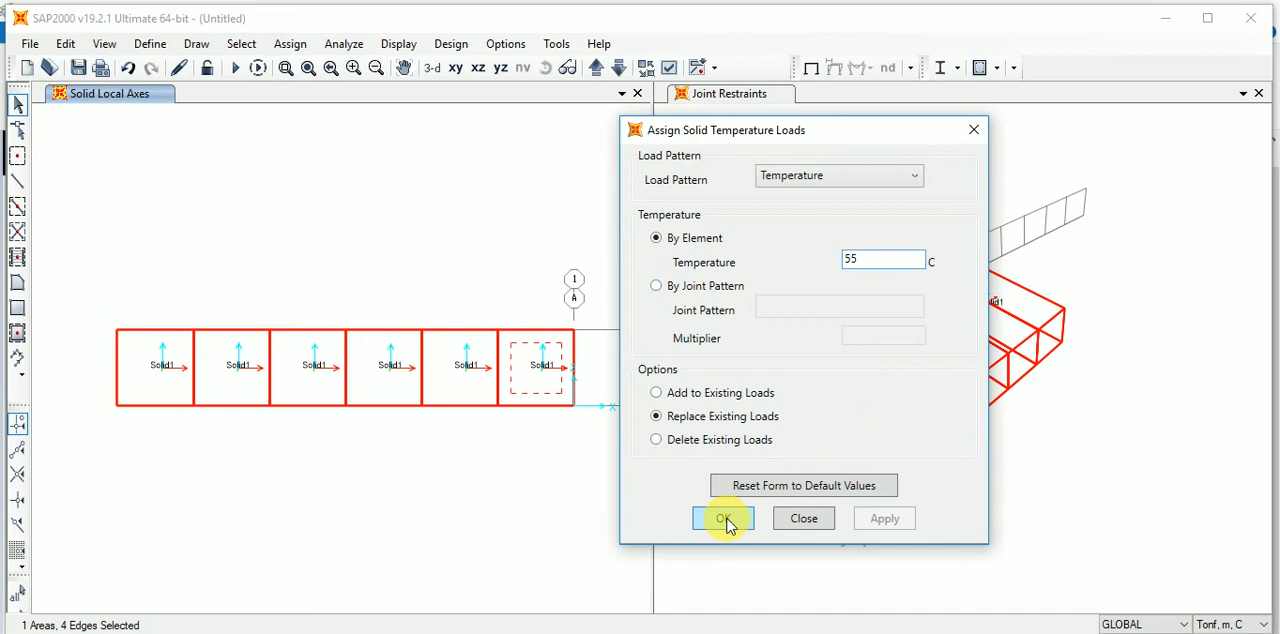 SAP2000 v19.2.1 Ultimate 64-bit - (Untitled)
File Edit View Define Draw Select Assign Analyze Display Design Options Tools Help
3-d xy xz yz nv nd
Solid Local Axes
Joint Restraints
Assign Solid Temperature Loads
Load Pattern
Load Pattern Temperature
Temperature
By Element
Temperature 55 C
By Joint Pattern
Joint Pattern
Multiplier
Options
Add to Existing Loads
Replace Existing Loads
Delete Existing Loads
Reset Form to Default Values
OK Close Apply
1
A
Solid1 Solid1 Solid1 Solid1 Solid1 Solid1
X
all
1 Areas, 4 Edges Selected
GLOBAL
Tonf, m, C